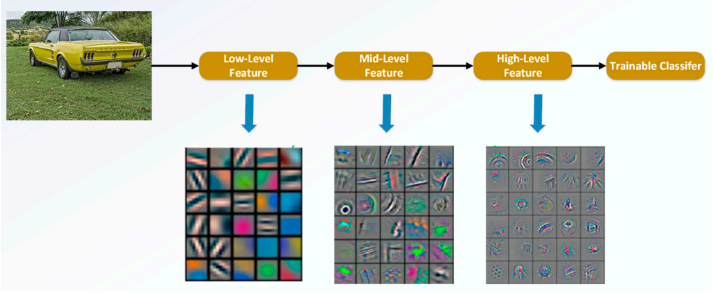 Low-Level
Feature
Mid-Level
Feature
High-Level
Feature
Trainable Classifer